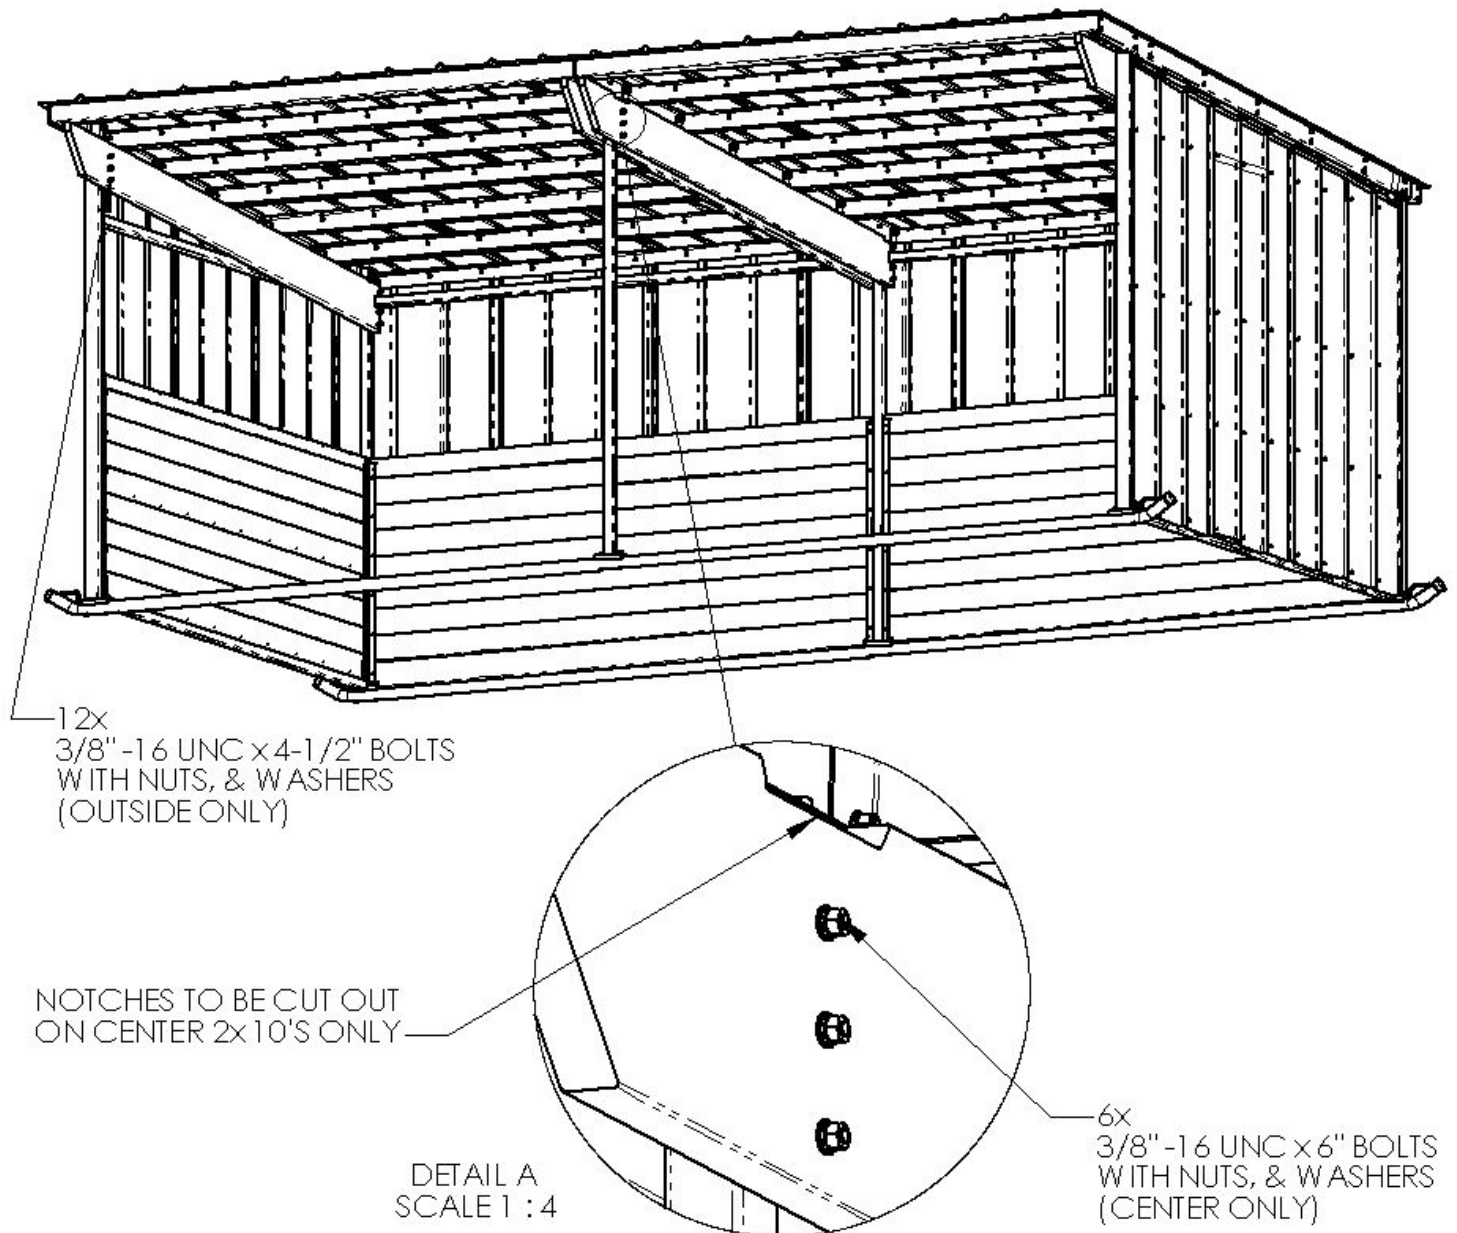 12x
3/8"-16 UNC x 4-1/2" BOLTS
WITH NUTS, & WASHERS
(OUTSIDE ONLY)
NOTCHES TO BE CUT OUT
ON CENTER 2x10'S ONLY
DETAIL A
SCALE 1 : 4
6x
3/8"-16 UNC x 6" BOLTS
WITH NUTS, & WASHERS
(CENTER ONLY)